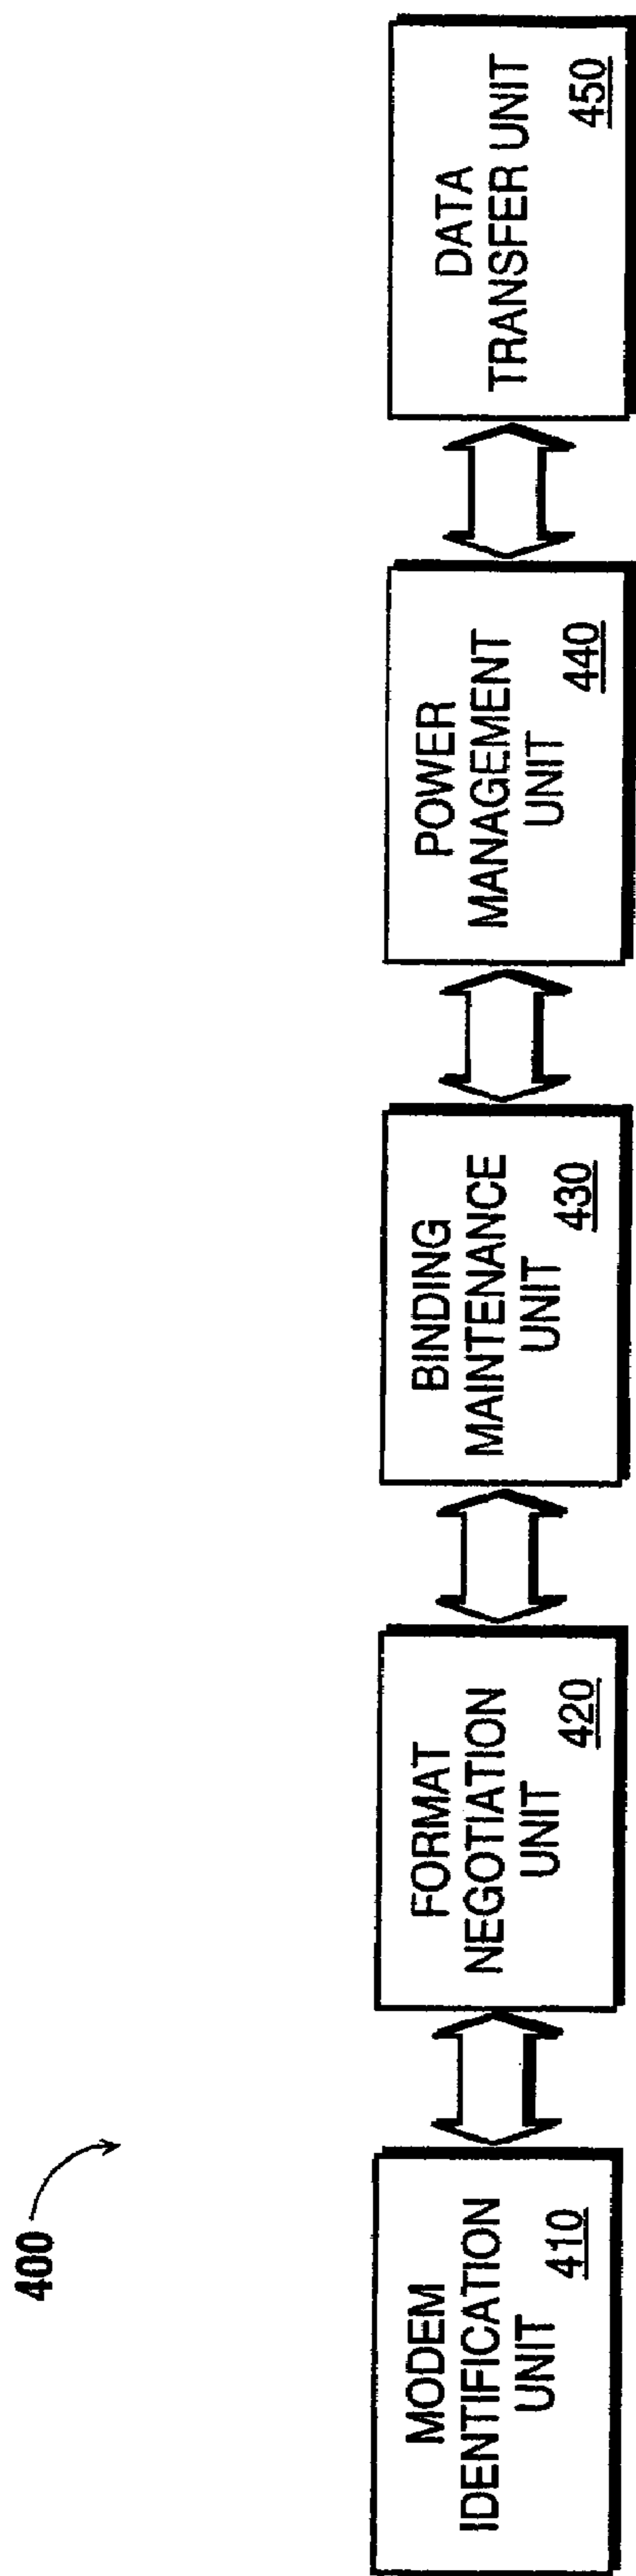 400
MODEM
IDENTIFICATION
UNIT
410
FORMAT
NEGOTIATION
UNIT
420
BINDING
MAINTENANCE
UNIT
430
POWER
MANAGEMENT
UNIT
440
DATA
TRANSFER UNIT
450